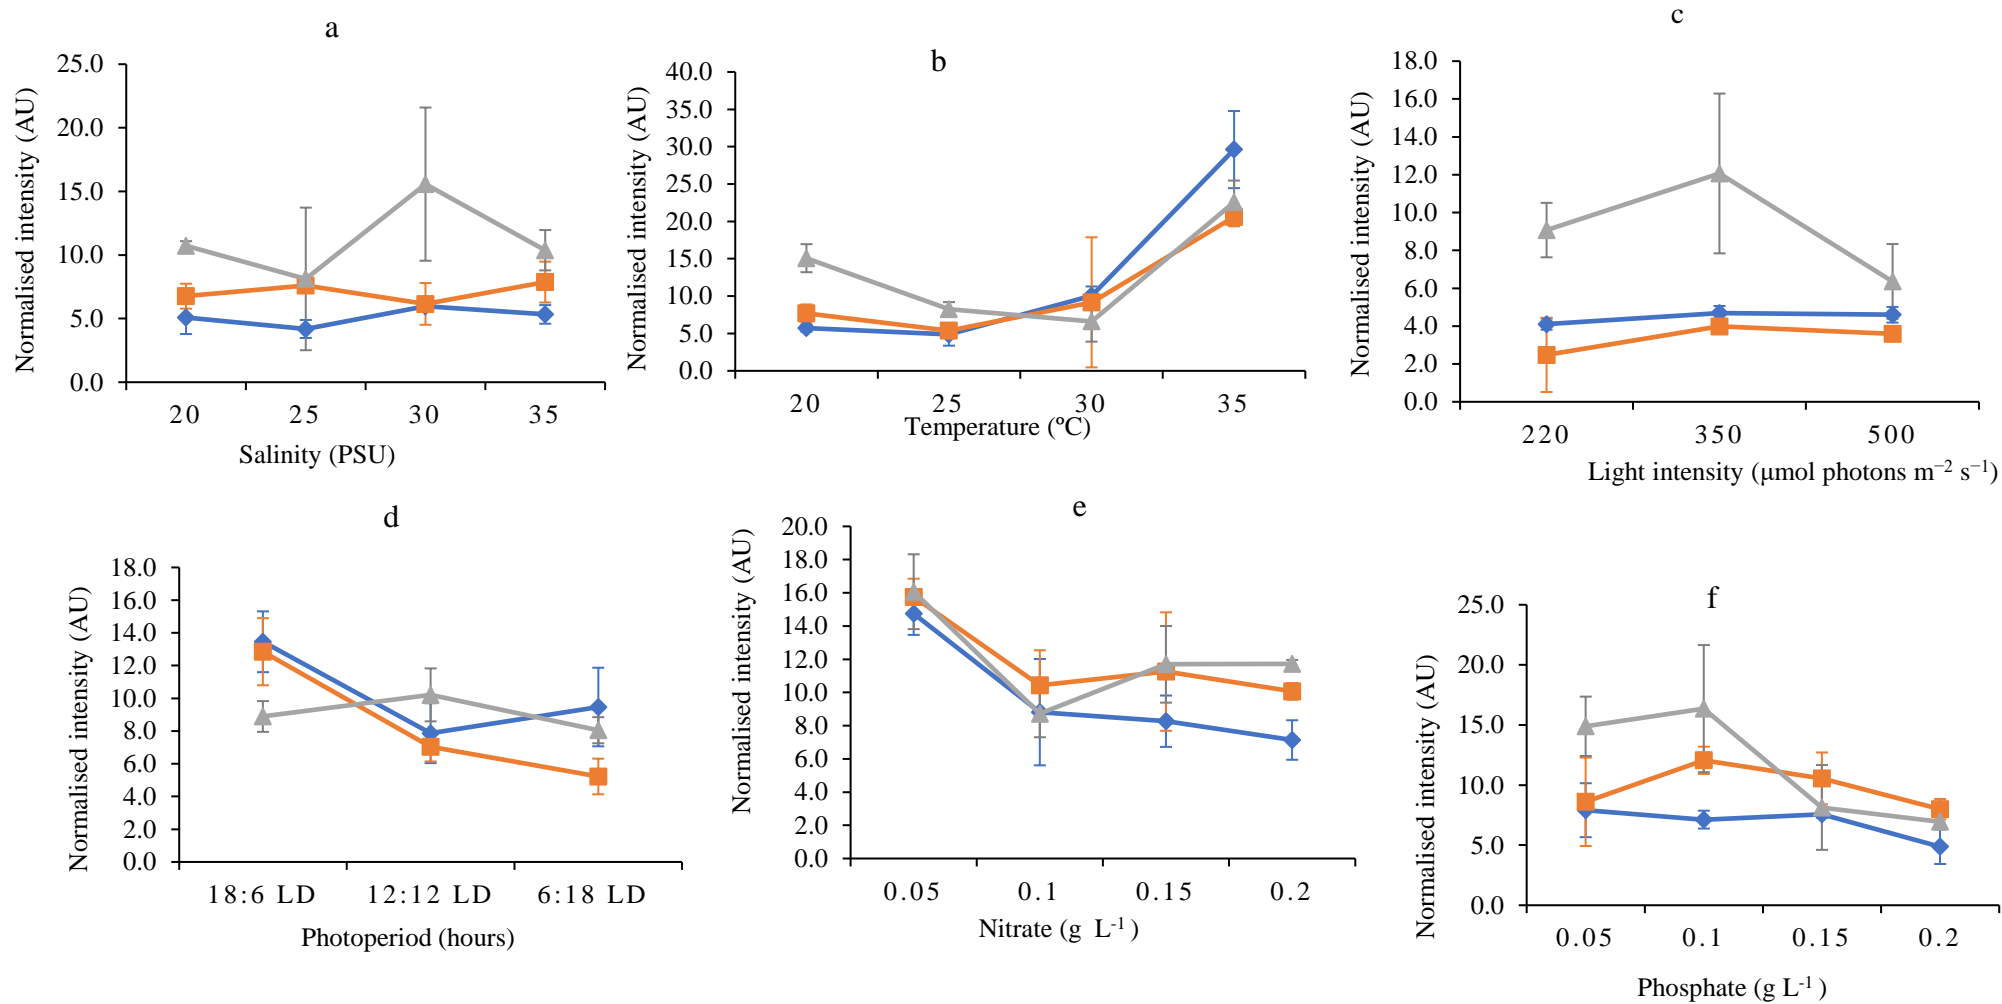 a
25.0
20.0
15.0
10.0
5.0
0.0
Normalised intensity (AU)
20 25 30 35
Salinity (PSU)
b
40.0
35.0
30.0
25.0
20.0
15.0
10.0
5.0
0.0
Normalised intensity (AU)
20 25 30 35
Temperature (ºC)
c
18.0
16.0
14.0
12.0
10.0
8.0
6.0
4.0
2.0
0.0
Normalised intensity (AU)
220 350 500
Light intensity (μmol photons m⁻² s⁻¹)
d
18.0
16.0
14.0
12.0
10.0
8.0
6.0
4.0
2.0
0.0
Normalised intensity (AU)
18:6 LD 12:12 LD 6:18 LD
Photoperiod (hours)
e
20.0
18.0
16.0
14.0
12.0
10.0
8.0
6.0
4.0
2.0
0.0
Normalised intensity (AU)
0.05 0.1 0.15 0.2
Nitrate (g L⁻¹)
f
25.0
20.0
15.0
10.0
5.0
0.0
Normalised intensity (AU)
0.05 0.1 0.15 0.2
Phosphate (g L⁻¹)